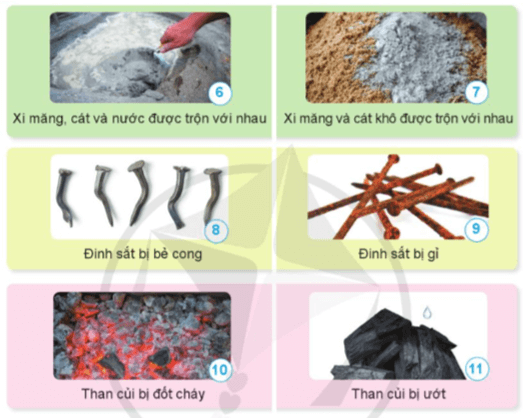 6
7
Xi măng, cát và nước được trộn với nhau
Xi măng và cát khô được trộn với nhau
8
9
Đinh sắt bị bẻ cong
Đinh sắt bị gỉ
10
11
Than củi bị đốt cháy
Than củi bị ướt